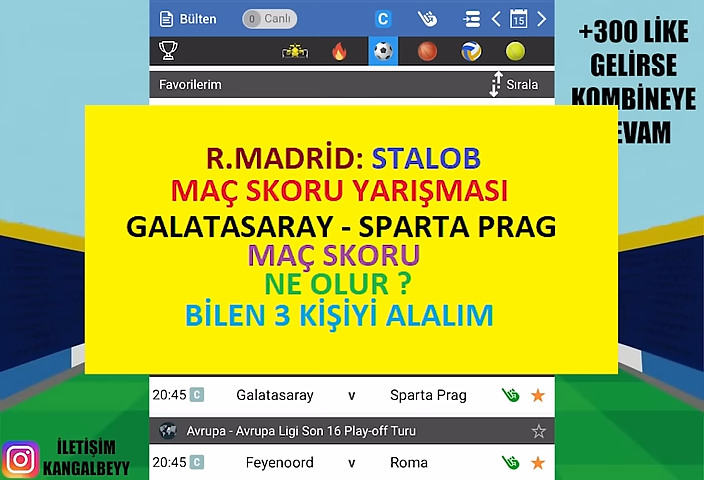 Bülten
0 Canlı
C
15
Favorilerim
Sırala
+300 LİKE
GELİRSE
KOMBİNEYE
EVAM
R.MADRİD: STALOB
MAÇ SKORU YARIŞMASI
GALATASARAY - SPARTA PRAG
MAÇ SKORU
NE OLUR ?
BİLEN 3 KİŞİYİ ALALIM
20:45 C Galatasaray v Sparta Prag
Avrupa - Avrupa Ligi Son 16 Play-off Turu
20:45 C Feyenoord v Roma
İLETİŞİM
KANGALBEYY